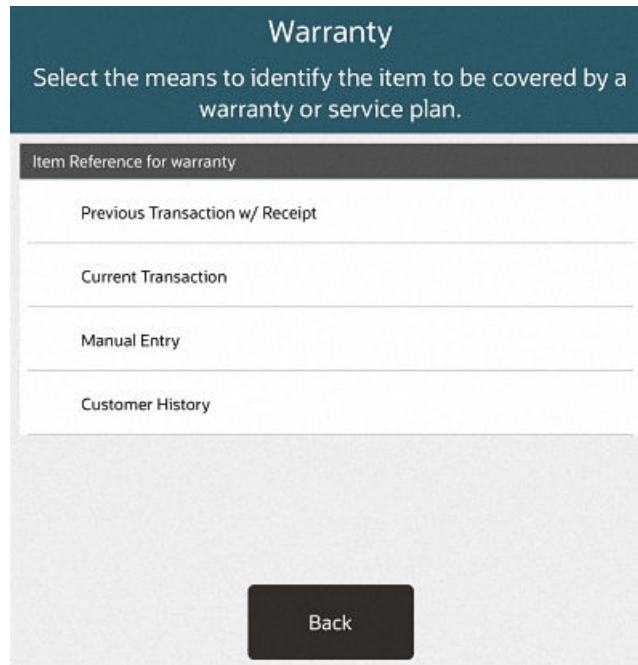 Warranty
Select the means to identify the item to be covered by a
warranty or service plan.
Item Reference for warranty
Previous Transaction w/ Receipt
Current Transaction
Manual Entry
Customer History
Back